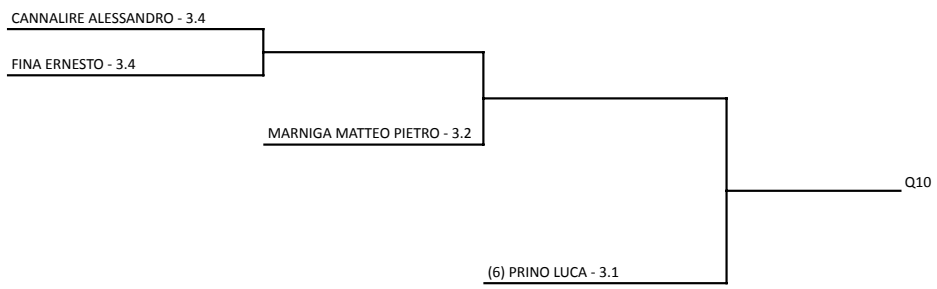 CANNALIRE ALESSANDRO - 3.4
FINA ERNESTO - 3.4
MARNIGA MATTEO PIETRO - 3.2
Q10
(6) PRINO LUCA - 3.1